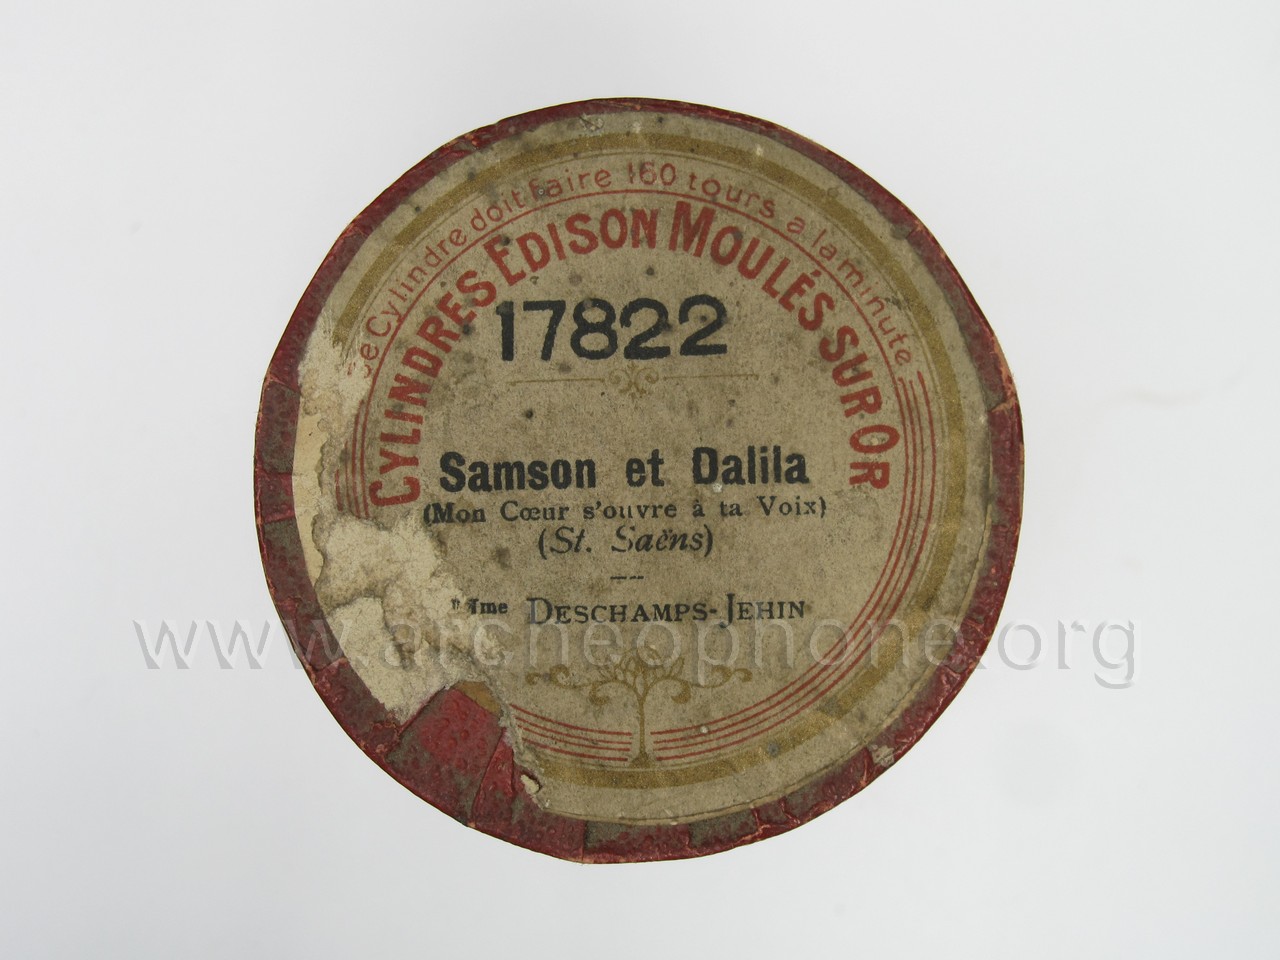 Ce Cylindre doit Faire 160 tours a la minute.
CYLINDRES EDISON MOULÉS SUR OR
17822
Samson et Dalila
(Mon Cœur s'ouvre à ta Voix)
(St. Saëns)
Mme DESCHAMPS-JEHIN
www.archeophone.org